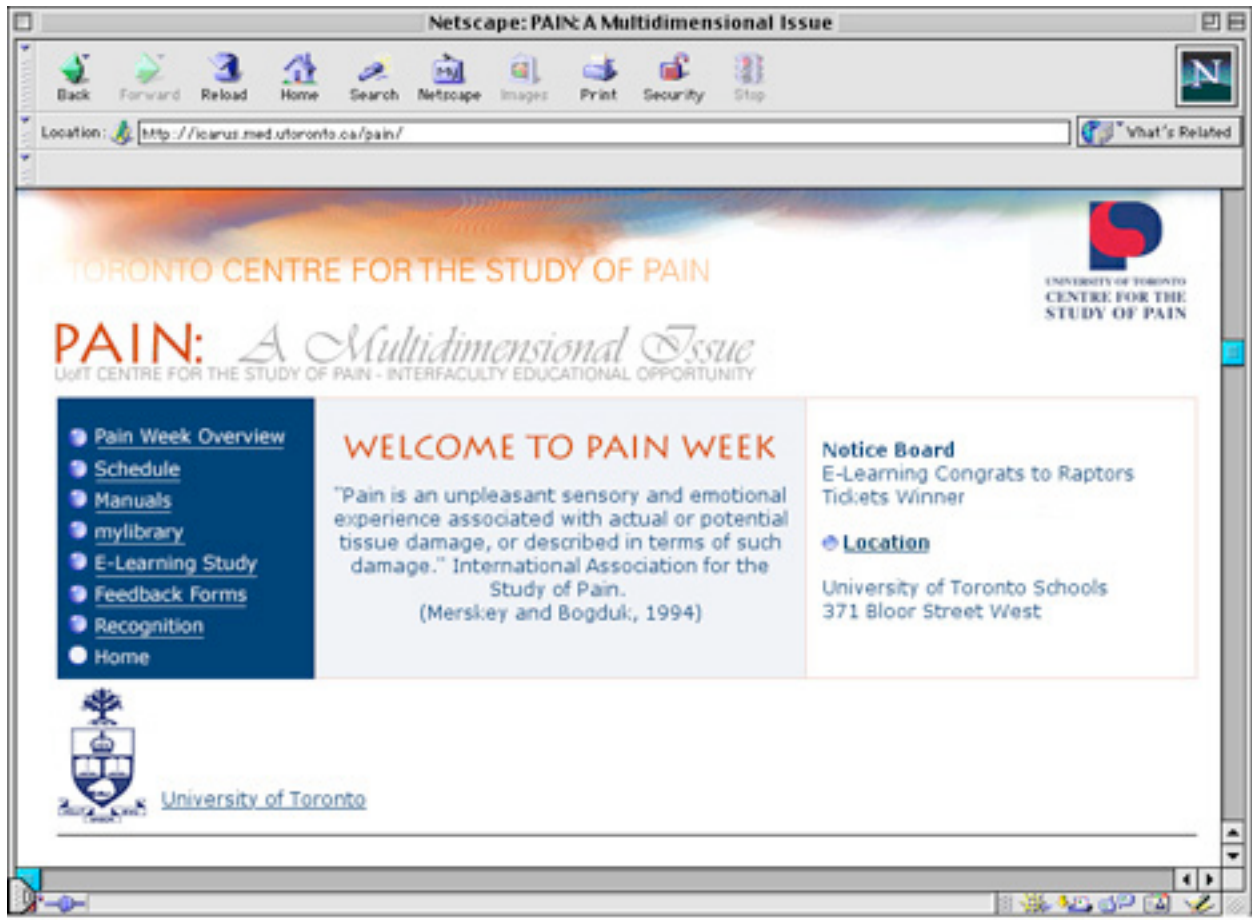 Netscape: PAIN: A Multidimensional Issue
Back Forward Reload Home Search Netscape Images Print Security Stop
My
N
Location: http://icarus.med.utoronto.ca/pain/ What's Related
TORONTO CENTRE FOR THE STUDY OF PAIN
UNIVERSITY OF TORONTO
CENTRE FOR THE
STUDY OF PAIN
PAIN: A Multidimensional Issue
UofT CENTRE FOR THE STUDY OF PAIN - INTERFACULTY EDUCATIONAL OPPORTUNITY
Pain Week Overview
Schedule
Manuals
mylibrary
E-Learning Study
Feedback Forms
Recognition
Home
WELCOME TO PAIN WEEK
"Pain is an unpleasant sensory and emotional
experience associated with actual or potential
tissue damage, or described in terms of such
damage." International Association for the
Study of Pain.
(Merskey and Bogduk, 1994)
Notice Board
E-Learning Congrats to Raptors
Tickets Winner
Location
University of Toronto Schools
371 Bloor Street West
University of Toronto